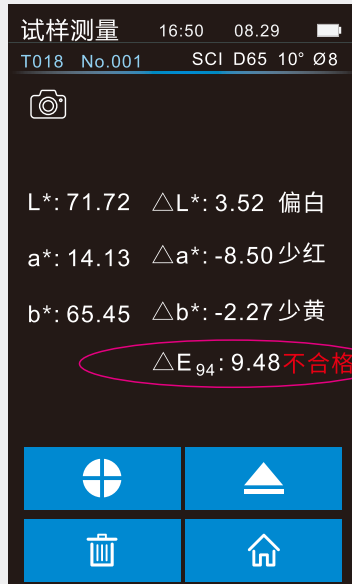 试样测量 16:50 08.29
T018 No.001 SCI D65 10° Ø8
L*: 71.72 △L*: 3.52 偏白
a*: 14.13 △a*: -8.50 少红
b*: 65.45 △b*: -2.27 少黄
△E94: 9.48 不合格